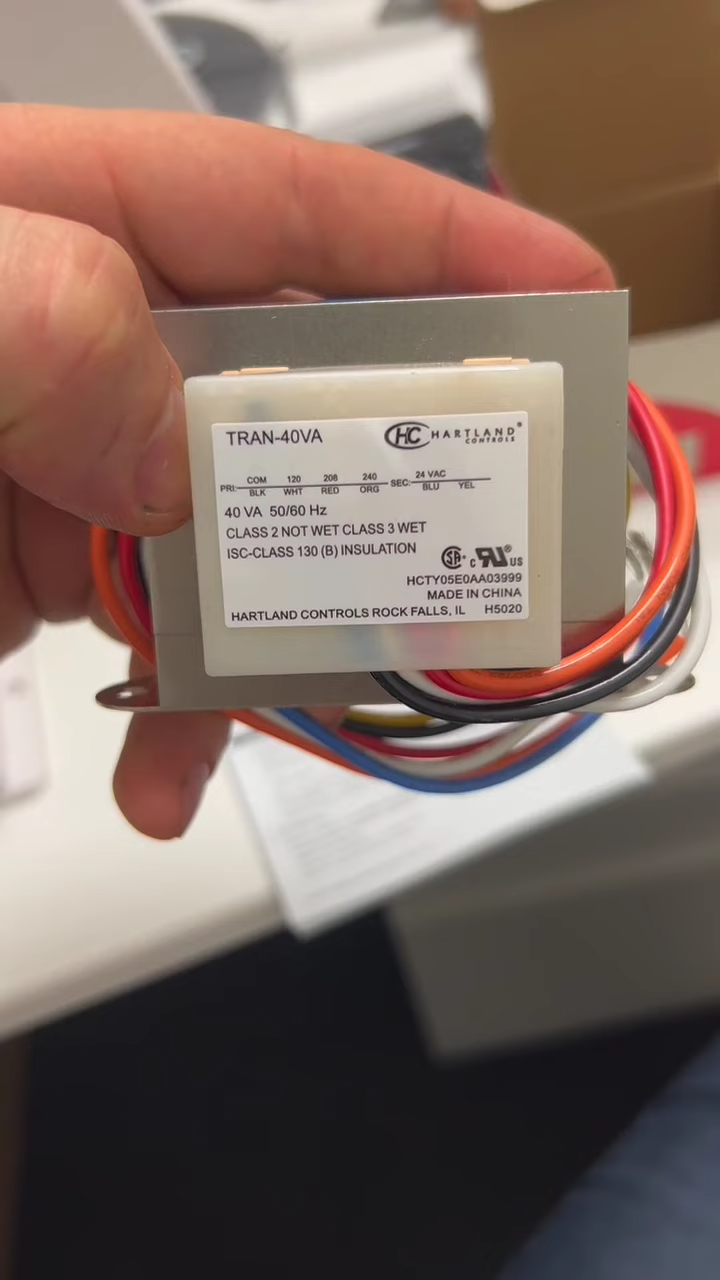 TRAN-40VA
HC HARTLAND®
CONTROLS
COM 120 208 240 24 VAC
PRI: SEC:
BLK WHT RED ORG BLU YEL
40 VA 50/60 Hz
CLASS 2 NOT WET CLASS 3 WET
ISC-CLASS 130 (B) INSULATION
SA® c RU® US
HCTY05E0AA03999
MADE IN CHINA
HARTLAND CONTROLS ROCK FALLS, IL H5020